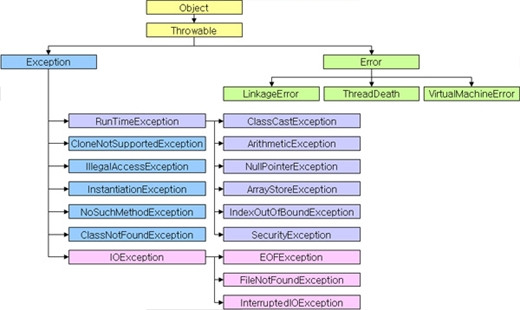 Object
Throwable
Exception Error
LinkageError ThreadDeath VirtualMachineError
RunTimeException ClassCastException
CloneNotSupportedException ArithmeticException
IllegalAccessException NullPointerException
InstantiationException ArrayStoreException
NoSuchMethodException IndexOutOfBoundException
ClassNotFoundException SecurityException
IOException EOFException
FileNotFoundException
InterruptedIOException